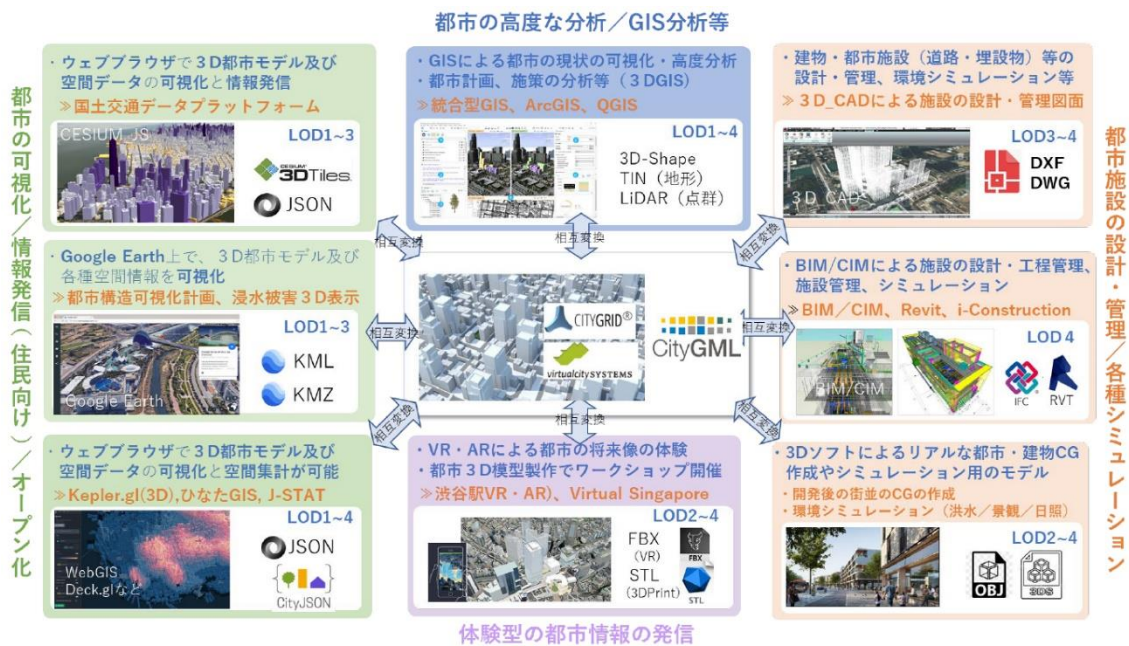 都市の高度な分析／GIS分析等
都市の可視化／情報発信（住民向け）／オープン化
・ウェブブラウザで３D都市モデル及び
空間データの可視化と情報発信
≫国土交通データプラットフォーム
CESIUM JS
LOD1~3
CESIUM
3DTiles
JSON
・GISによる都市の現状の可視化・高度分析
・都市計画、施策の分析等（３DGIS）
≫統合型GIS、ArcGIS、QGIS
LOD1~4
3D-Shape
TIN（地形）
LiDAR（点群）
・建物・都市施設（道路・埋設物）等の
設計・管理、環境シミュレーション等
≫３D_CADによる施設の設計・管理図面
3D_CAD
LOD3~4
DXF
DWG
相互変換
相互変換
相互変換
・Google Earth上で、３D都市モデル及び
各種空間情報を可視化
≫都市構造可視化計画、浸水被害３D表示
Google Earth
LOD1~3
KML
KMZ
相互変換
CITYGRID®
virtualcitySYSTEMS
CityGML
相互変換
・BIM/CIMによる施設の設計・工程管理、
施設管理、シミュレーション
≫BIM／CIM、Revit、i-Construction
BIM/CIM
LOD４
IFC
RVT
相互変換
相互変換
相互変換
・ウェブブラウザで３D都市モデル及び
空間データの可視化と空間集計が可能
≫Kepler.gl(3D),ひなたGIS, J-STAT
WebGIS
Deck.glなど
LOD1~4
JSON
CityJSON
・VR・ARによる都市の将来像の体験
・都市３D模型製作でワークショップ開催
≫渋谷駅VR・AR)、Virtual Singapore
LOD2~4
FBX
(VR)
FBX
STL
(3DPrint)
STL
・3Dソフトによるリアルな都市・建物CG
作成やシミュレーション用のモデル
・開発後の街並のCGの作成
・環境シミュレーション（洪水／景観／日照）
LOD2~4
OBJ
3DS
都市施設の設計・管理／各種シミュレーション
体験型の都市情報の発信